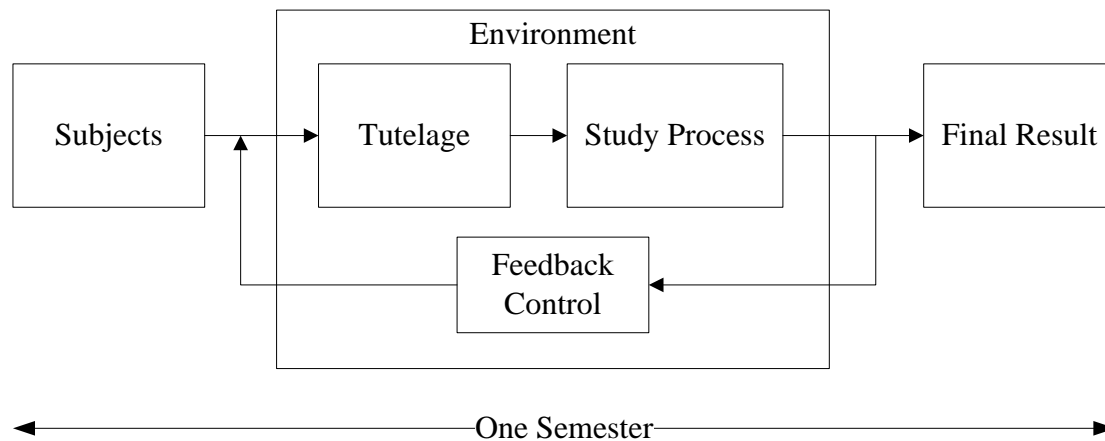 Environment
Subjects
Tutelage
Study Process
Final Result
Feedback
Control
One Semester